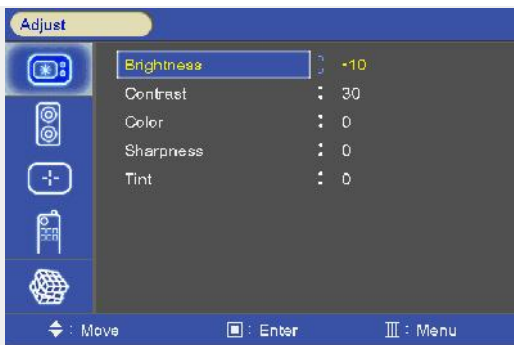 Adjust
Brightness : -10
Contrast : 30
Color : 0
Sharpness : 0
Tint : 0
: Move : Enter : Menu